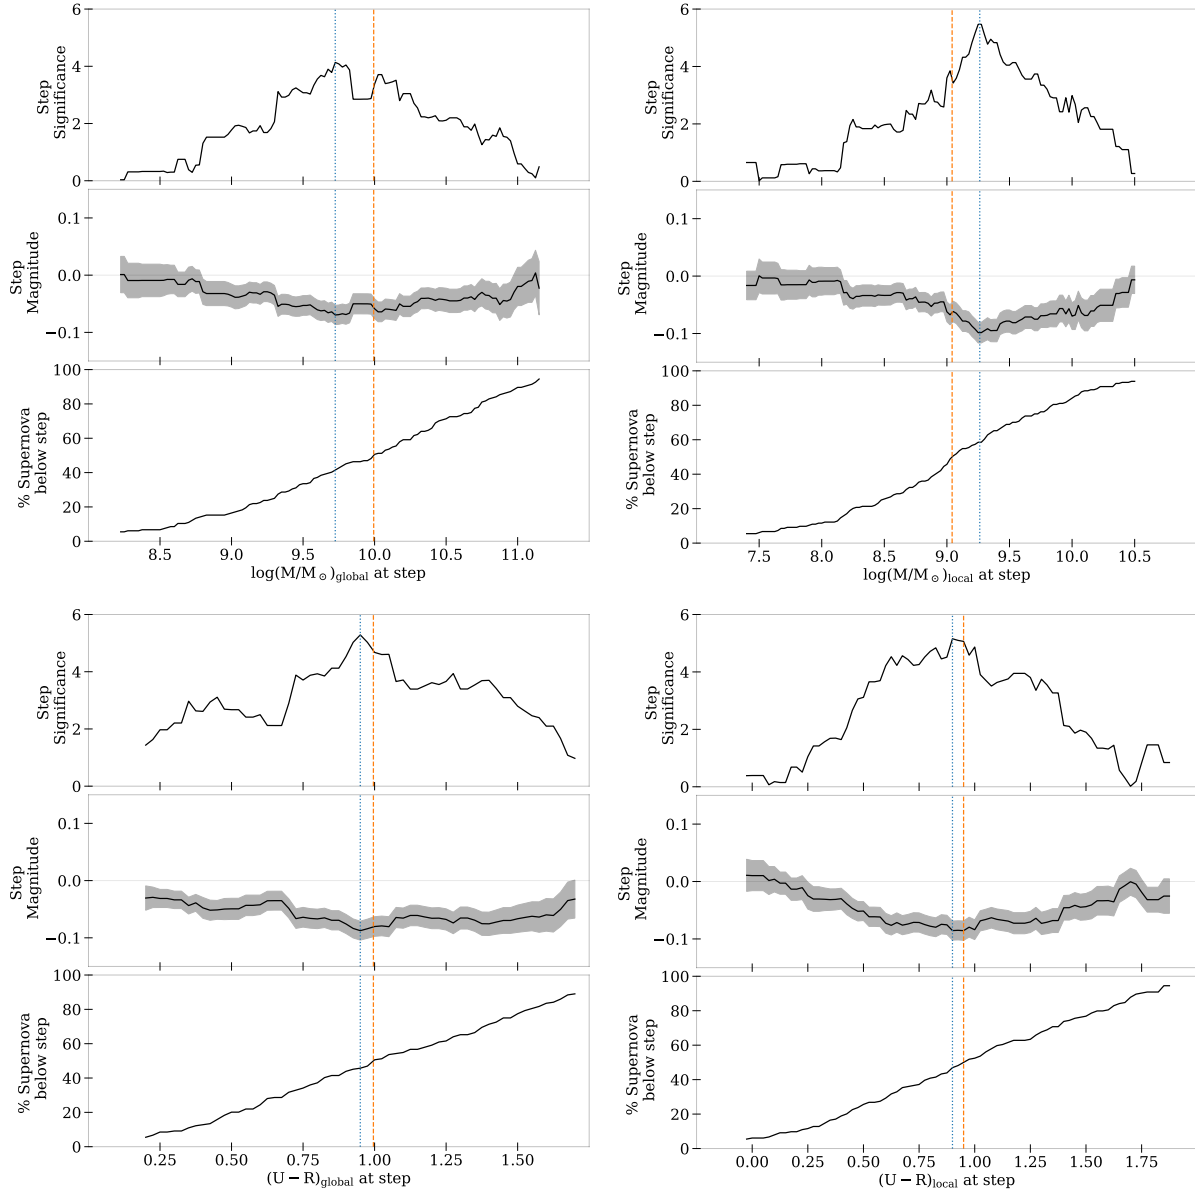 6
4
2
0
Step
Significance
0.1
0.0
−0.1
Step
Magnitude
100
80
60
40
20
0
% Supernova
below step
8.5 9.0 9.5 10.0 10.5 11.0
log(M/M⊙)global at step
6
4
2
0
Step
Significance
0.1
0.0
−0.1
Step
Magnitude
100
80
60
40
20
0
% Supernova
below step
7.5 8.0 8.5 9.0 9.5 10.0 10.5
log(M/M⊙)local at step
6
4
2
0
Step
Significance
0.1
0.0
−0.1
Step
Magnitude
100
80
60
40
20
0
% Supernova
below step
0.25 0.50 0.75 1.00 1.25 1.50
(U − R)global at step
6
4
2
0
Step
Significance
0.1
0.0
−0.1
Step
Magnitude
100
80
60
40
20
0
% Supernova
below step
0.00 0.25 0.50 0.75 1.00 1.25 1.50 1.75
(U − R)local at step